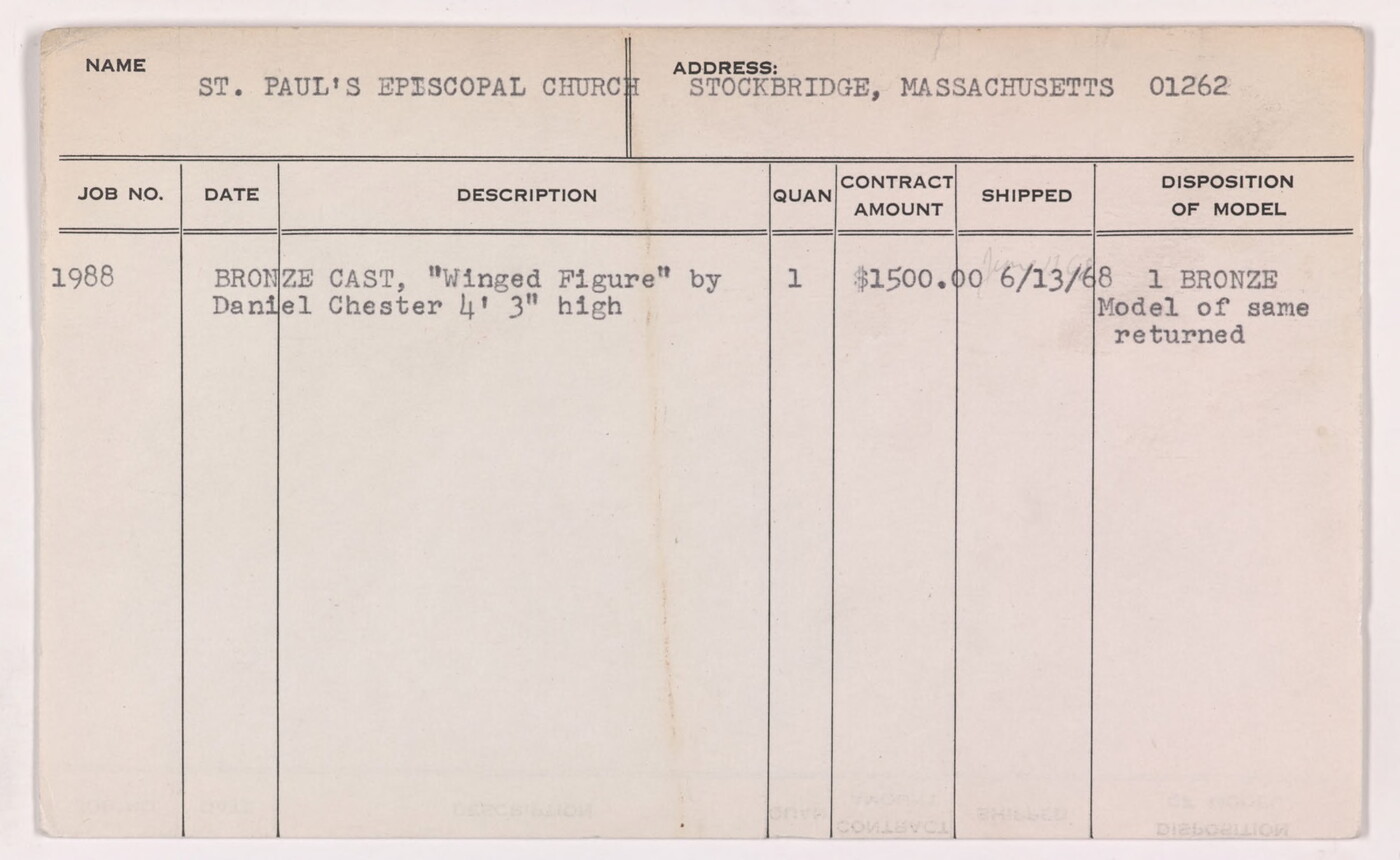 NAME
ADDRESS:
ST. PAUL'S EPISCOPAL CHURCH STOCKBRIDGE, MASSACHUSETTS 01262
JOB NO. DATE DESCRIPTION QUAN CONTRACT AMOUNT SHIPPED DISPOSITION OF MODEL
1988 BRONZE CAST, "Winged Figure" by 1 $1500.00 6/13/68 1 BRONZE
Daniel Chester 4' 3" high Model of same
returned